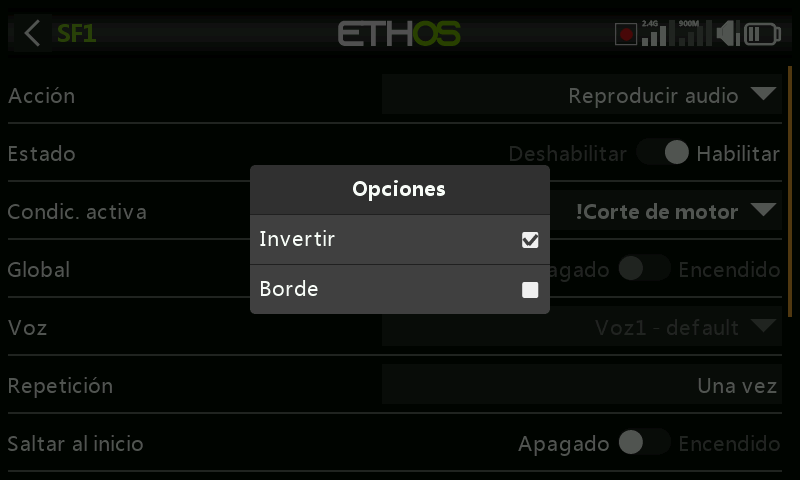 SF1
ETHOS
2.4G
900M
Acción
Reproducir audio
Estado
Deshabilitar
Habilitar
Opciones
Condic. activa
!Corte de motor
Invertir
Global
agado
Encendido
Borde
Voz
Voz1 - default
Repetición
Una vez
Saltar al inicio
Apagado
Encendido